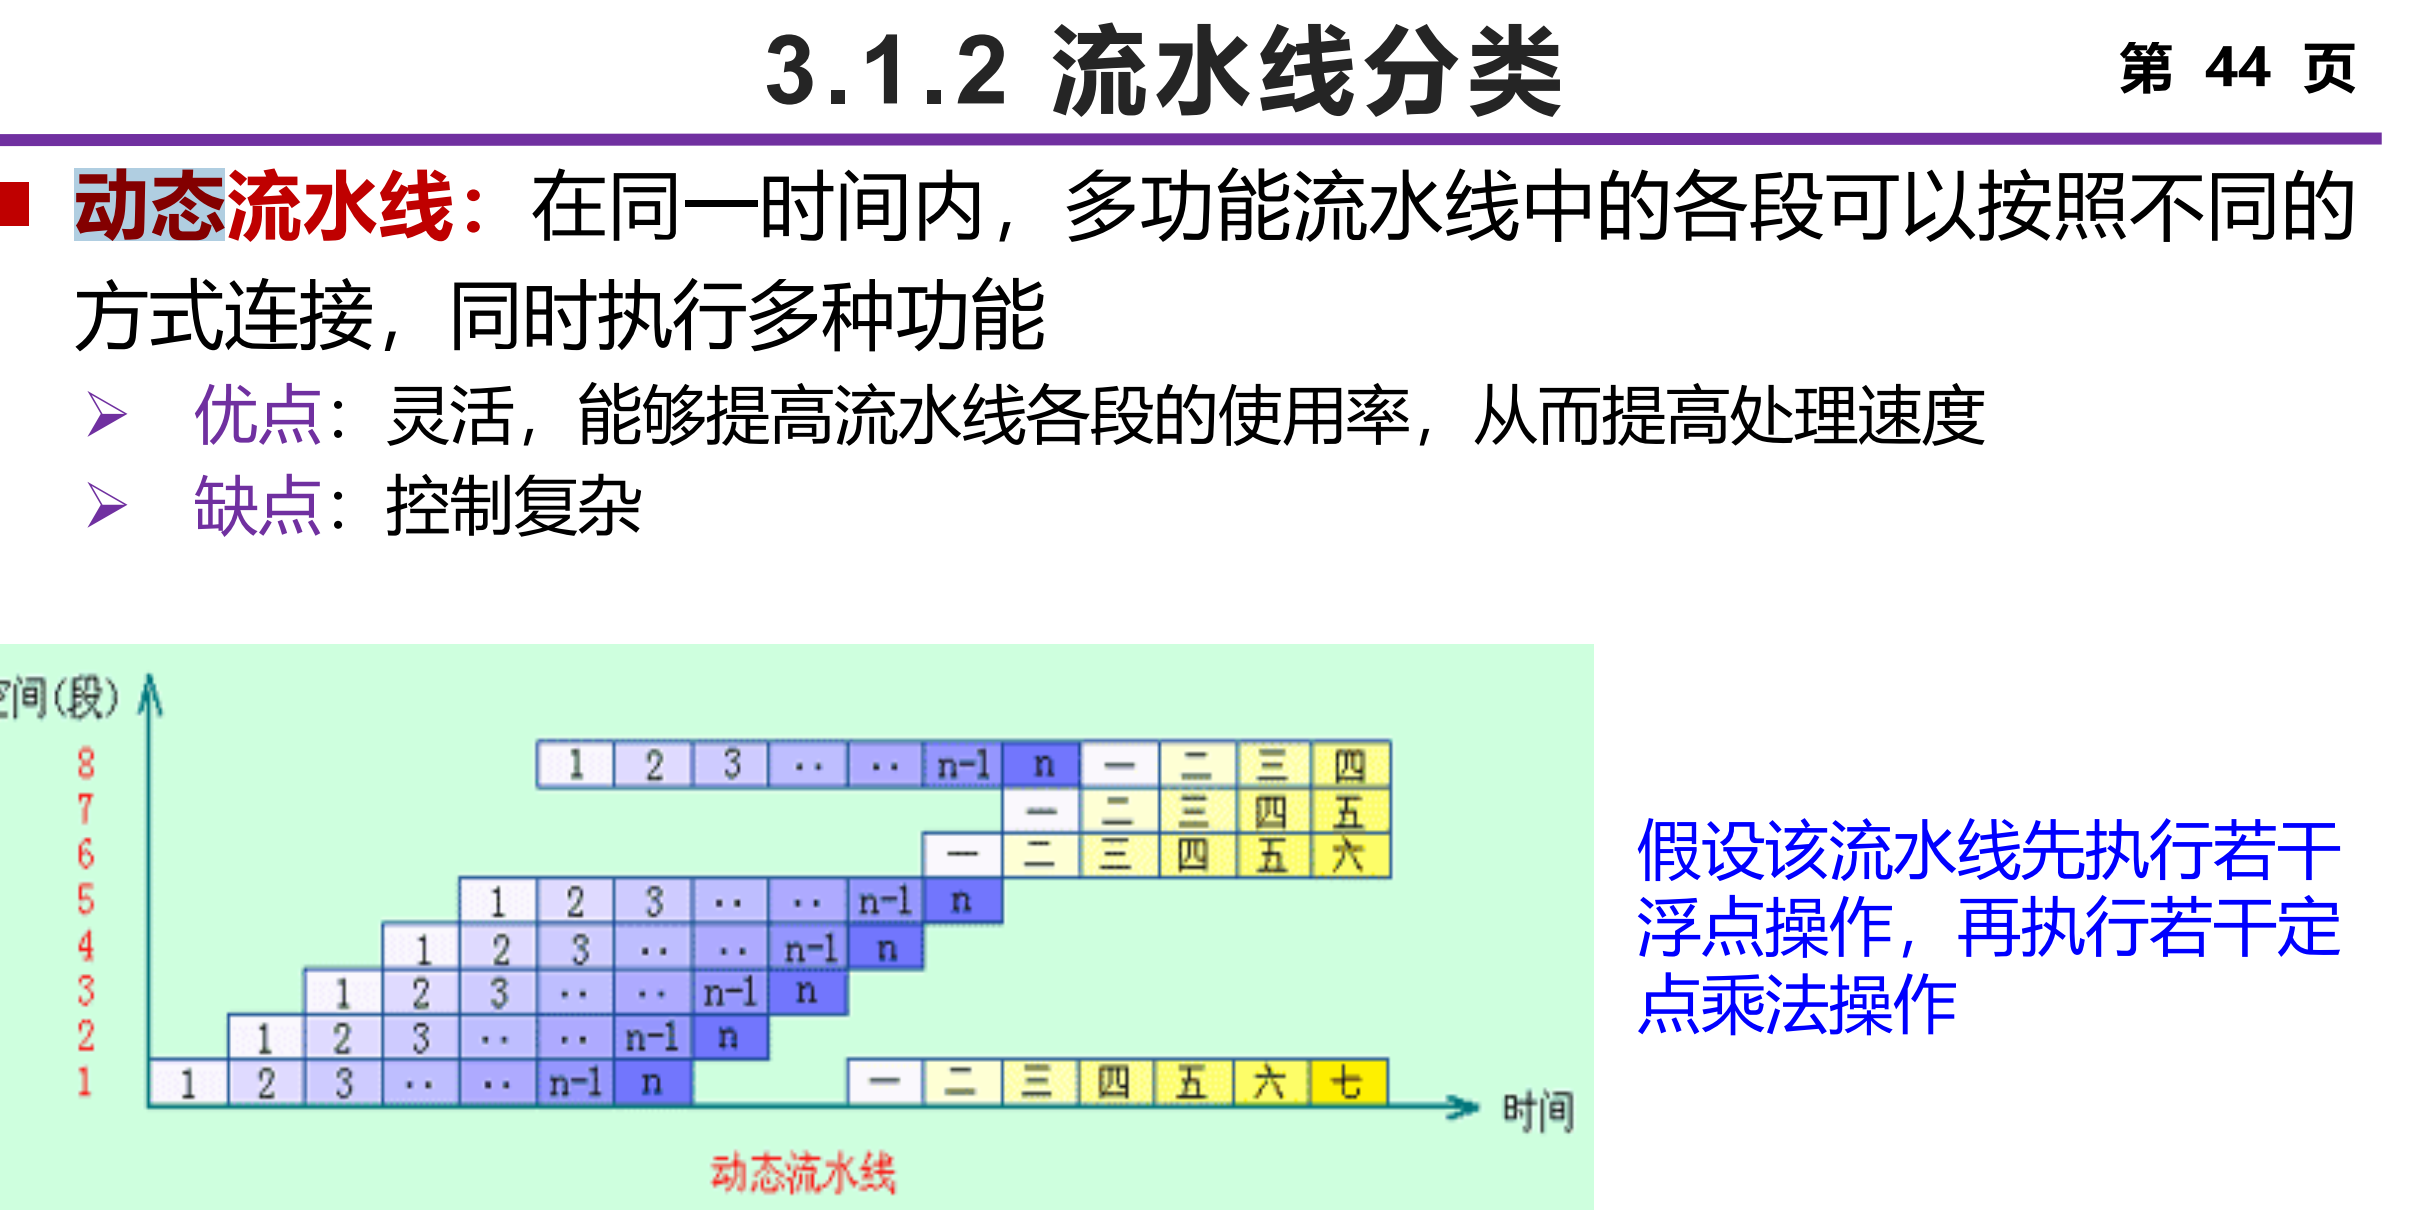 3.1.2 流水线分类
第 44 页
动态流水线：在同一时间内，多功能流水线中的各段可以按照不同的
方式连接，同时执行多种功能
优点：灵活，能够提高流水线各段的使用率，从而提高处理速度
缺点：控制复杂
空间(段)
8 1 2 3 ·· ·· n-1 n 一 二 三 四
7 一 二 三 四 五
6 一 二 三 四 五 六
5 1 2 3 ·· ·· n-1 n
4 1 2 3 ·· ·· n-1 n
3 1 2 3 ·· ·· n-1 n
2 1 2 3 ·· ·· n-1 n
1 1 2 3 ·· ·· n-1 n 一 二 三 四 五 六 七
时间
动态流水线
假设该流水线先执行若干
浮点操作，再执行若干定
点乘法操作